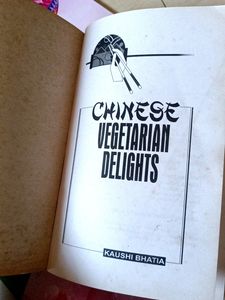 CHINESE
VEGETARIAN
DELIGHTS
KAUSHI BHATIA